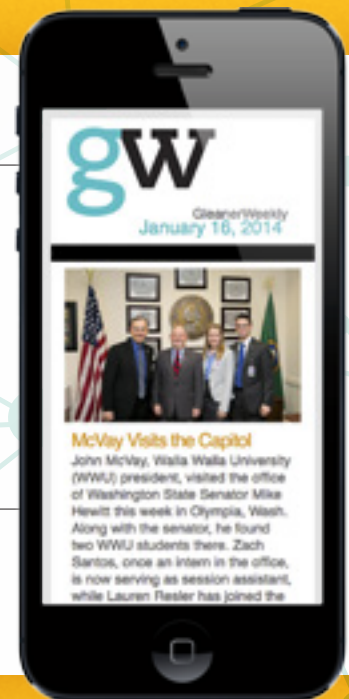 gw
GleanerWeekly
January 16, 2014
McVay Visits the Capitol
John McVay, Walla Walla University
(WWU) president, visited the office
of Washington State Senator Mike
Hewitt this week in Olympia, Wash.
Along with the senator, he found
two WWU students there. Zach
Santos, once an intern in the office,
is now serving as session assistant,
while Lauren Resler has joined the